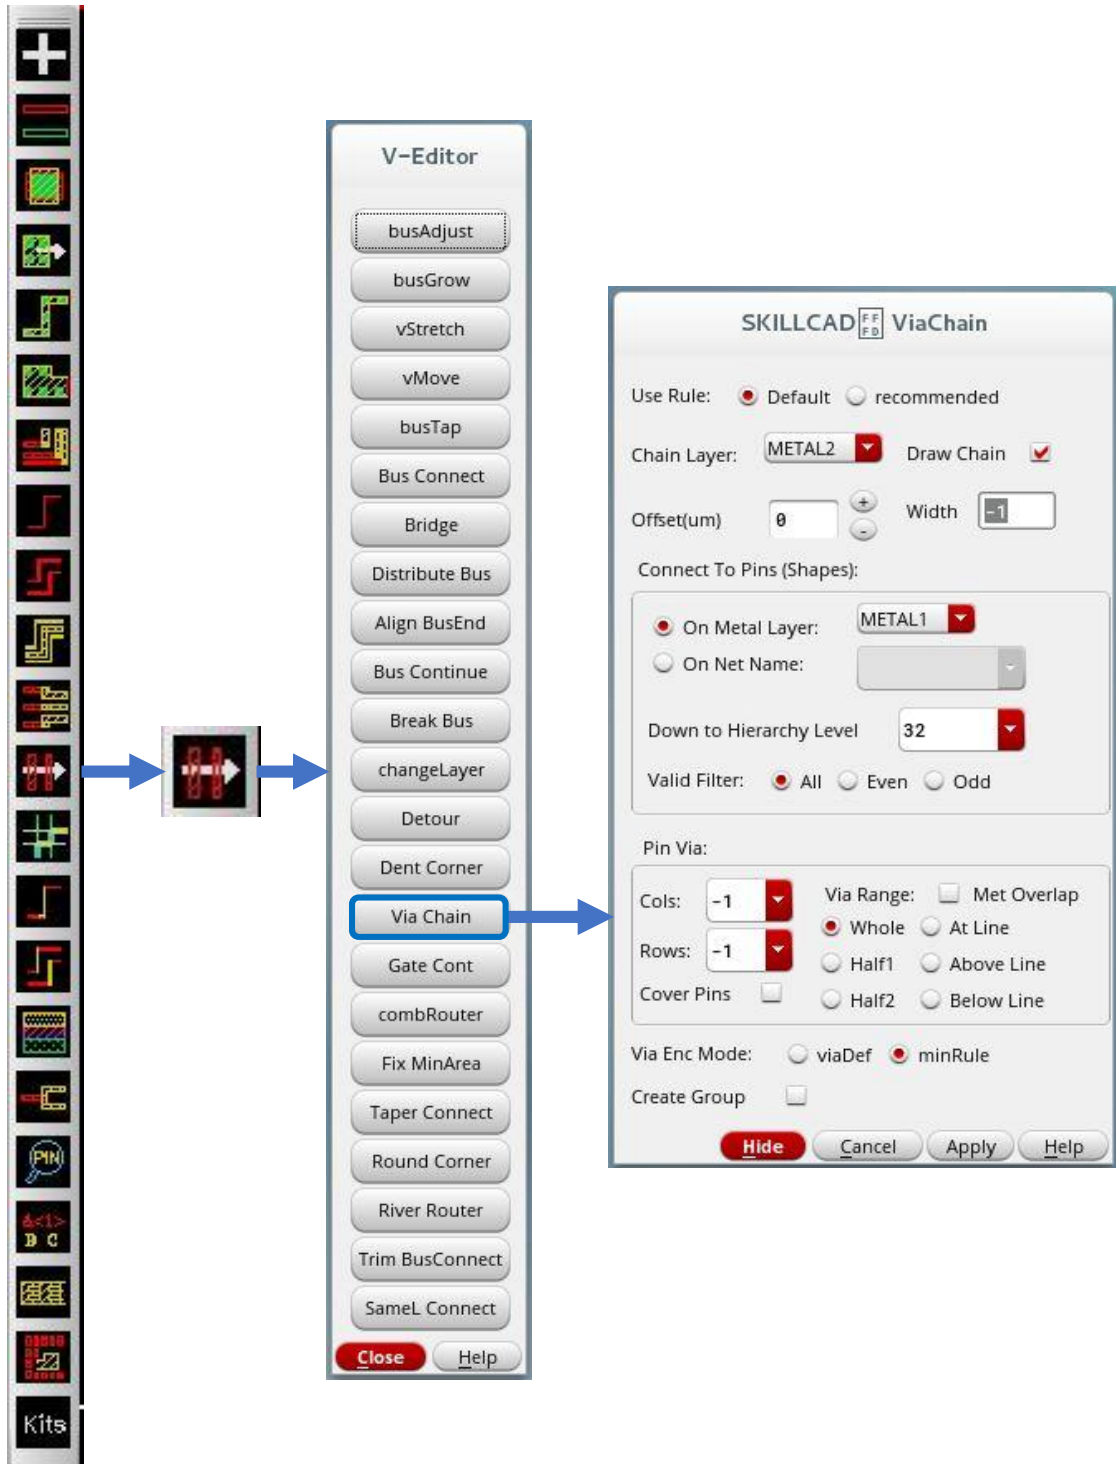 PIN
&<1>
B C
Kits
V-Editor
busAdjust
busGrow
vStretch
vMove
busTap
Bus Connect
Bridge
Distribute Bus
Align BusEnd
Bus Continue
Break Bus
changeLayer
Detour
Dent Corner
Via Chain
Gate Cont
combRouter
Fix MinArea
Taper Connect
Round Corner
River Router
Trim BusConnect
SameL Connect
Close Help
SKILLCAD FFFD ViaChain
Use Rule: Default recommended
Chain Layer: METAL2 Draw Chain
Offset(um) 0 + - Width -1
Connect To Pins (Shapes):
On Metal Layer: METAL1
On Net Name:
Down to Hierarchy Level 32
Valid Filter: All Even Odd
Pin Via:
Cols: -1 Via Range: Met Overlap
Whole At Line
Rows: -1 Half1 Above Line
Cover Pins Half2 Below Line
Via Enc Mode: viaDef minRule
Create Group
Hide Cancel Apply Help